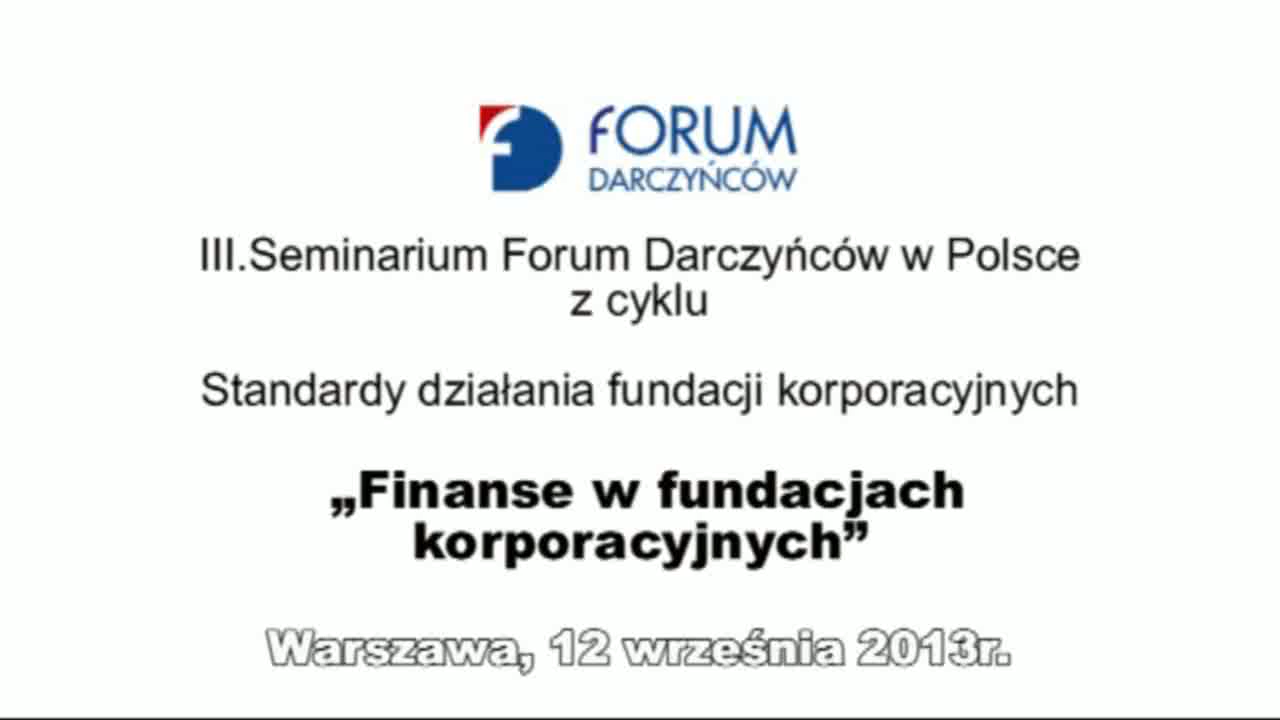 fORUM
DARCZYŃCÓW
III.Seminarium Forum Darczyńców w Polsce
z cyklu
Standardy działania fundacji korporacyjnych
„Finanse w fundacjach
korporacyjnych”
Warszawa, 12 września 2013r.